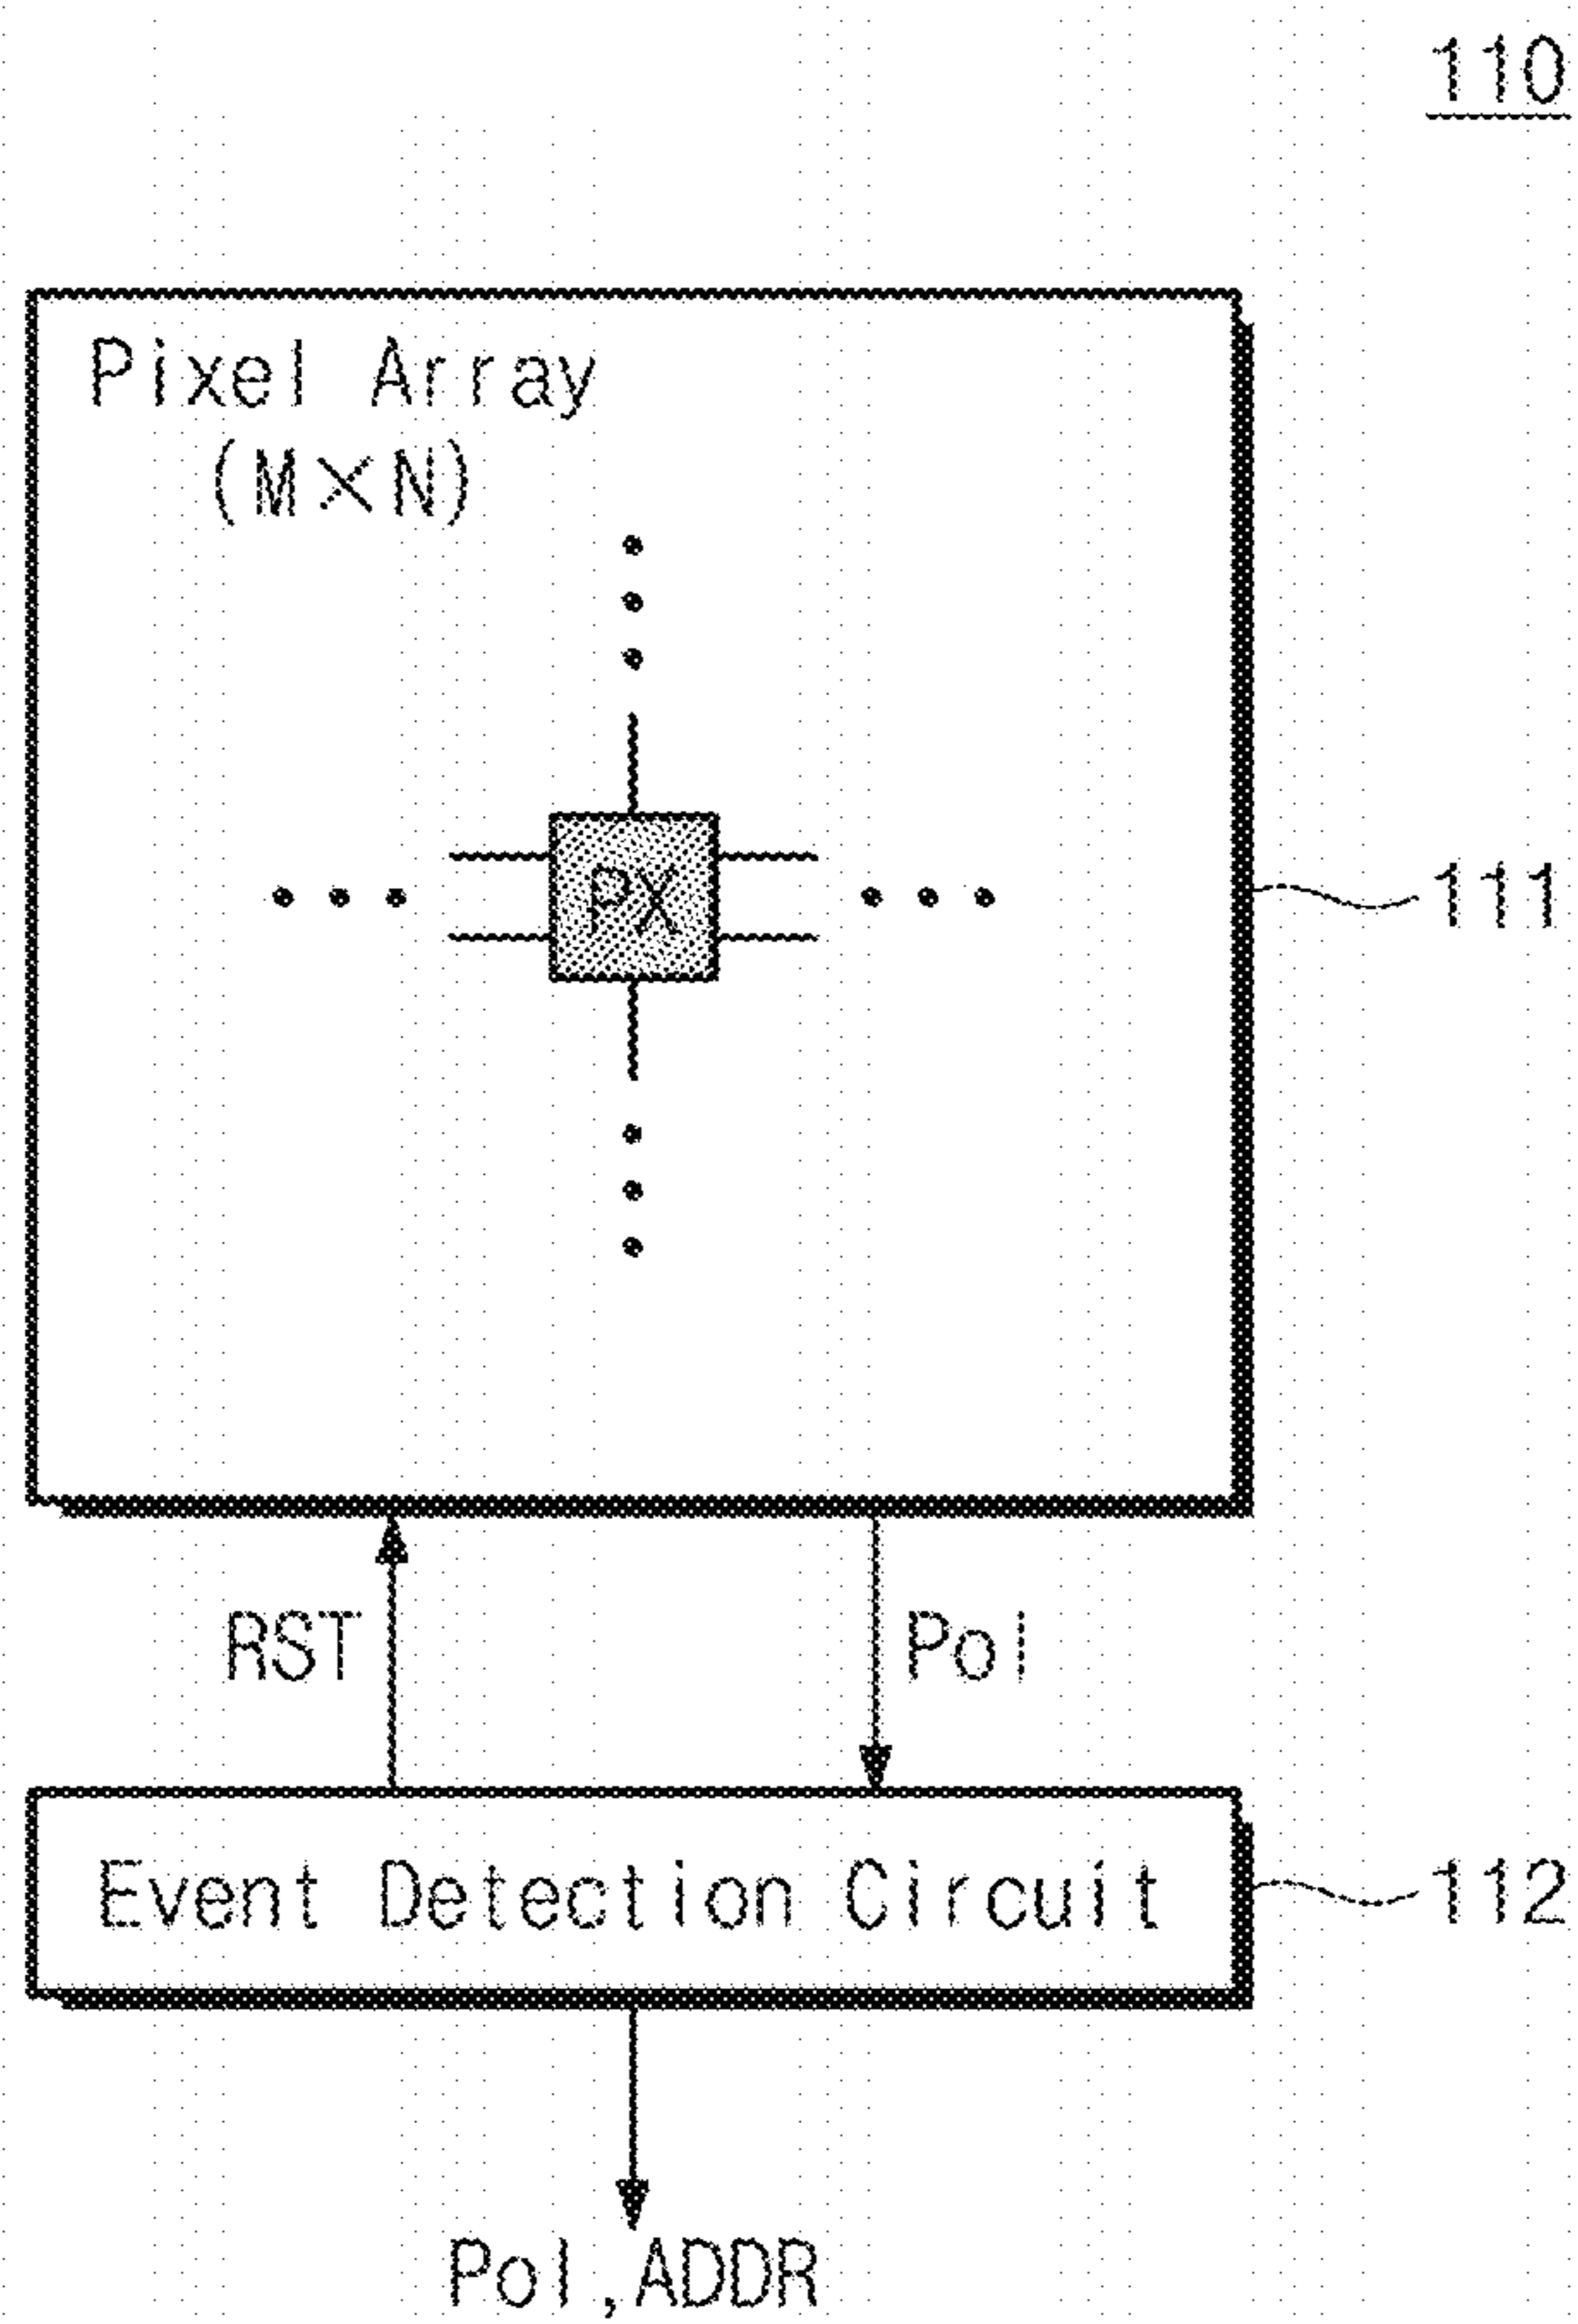 110
Pixel Array
(M×N)
PX
111
RST
Pol
Event Detection Circuit
112
Pol,ADDR